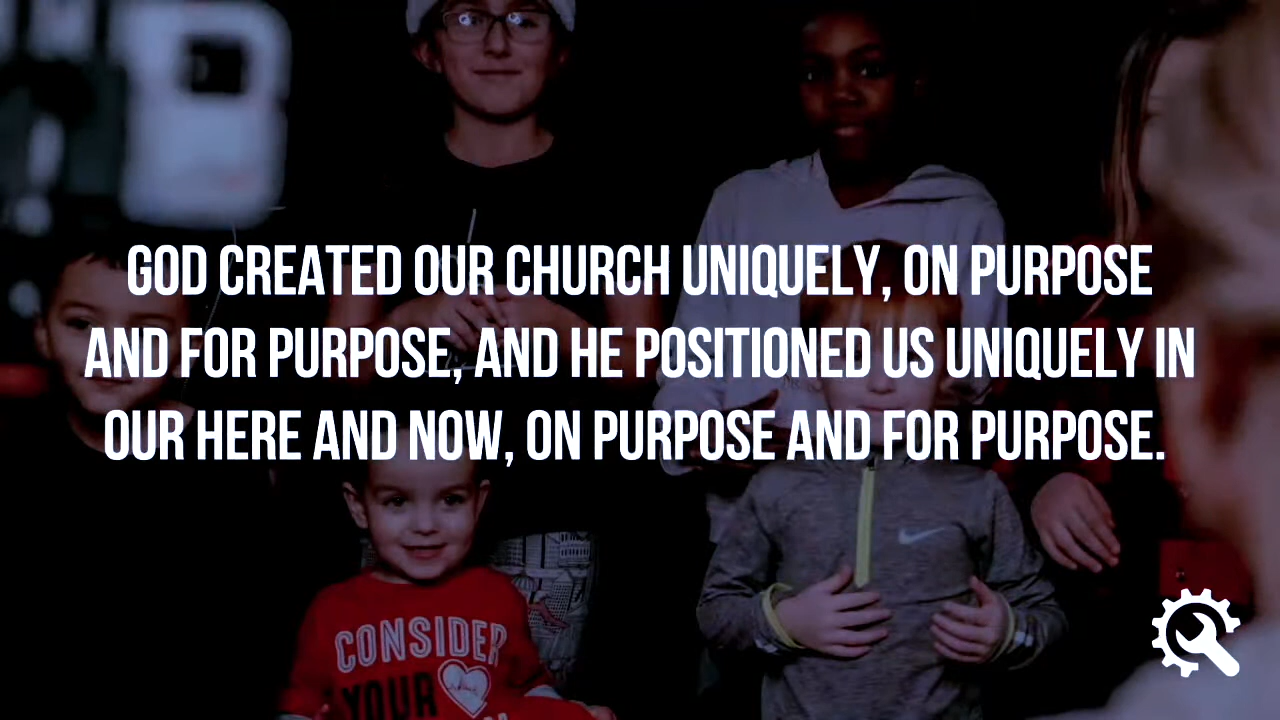 GOD CREATED OUR CHURCH UNIQUELY, ON PURPOSE
AND FOR PURPOSE, AND HE POSITIONED US UNIQUELY IN
OUR HERE AND NOW, ON PURPOSE AND FOR PURPOSE.
CONSIDER
YOUR